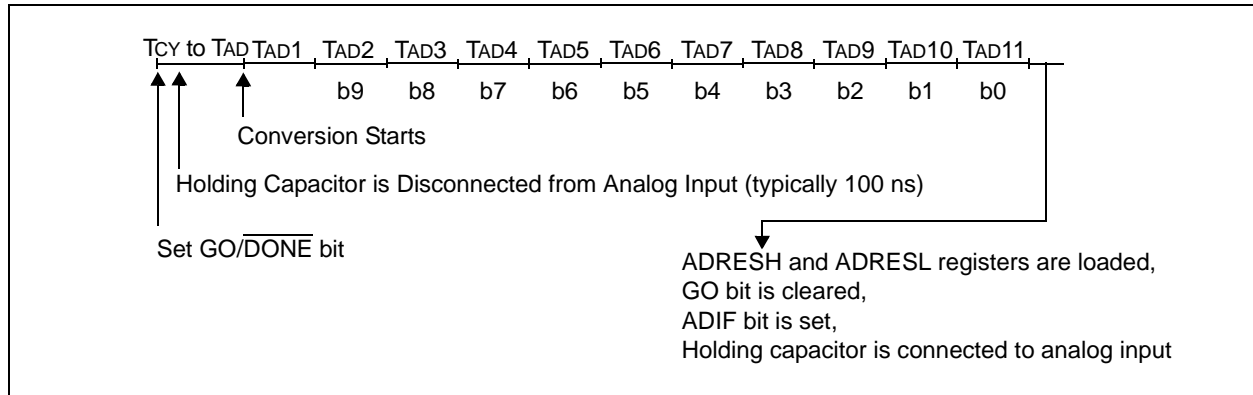 TCY to TAD TAD1 TAD2 TAD3 TAD4 TAD5 TAD6 TAD7 TAD8 TAD9 TAD10 TAD11
b9 b8 b7 b6 b5 b4 b3 b2 b1 b0
Conversion Starts
Holding Capacitor is Disconnected from Analog Input (typically 100 ns)
Set GO/DONE bit
ADRESH and ADRESL registers are loaded,
GO bit is cleared,
ADIF bit is set,
Holding capacitor is connected to analog input